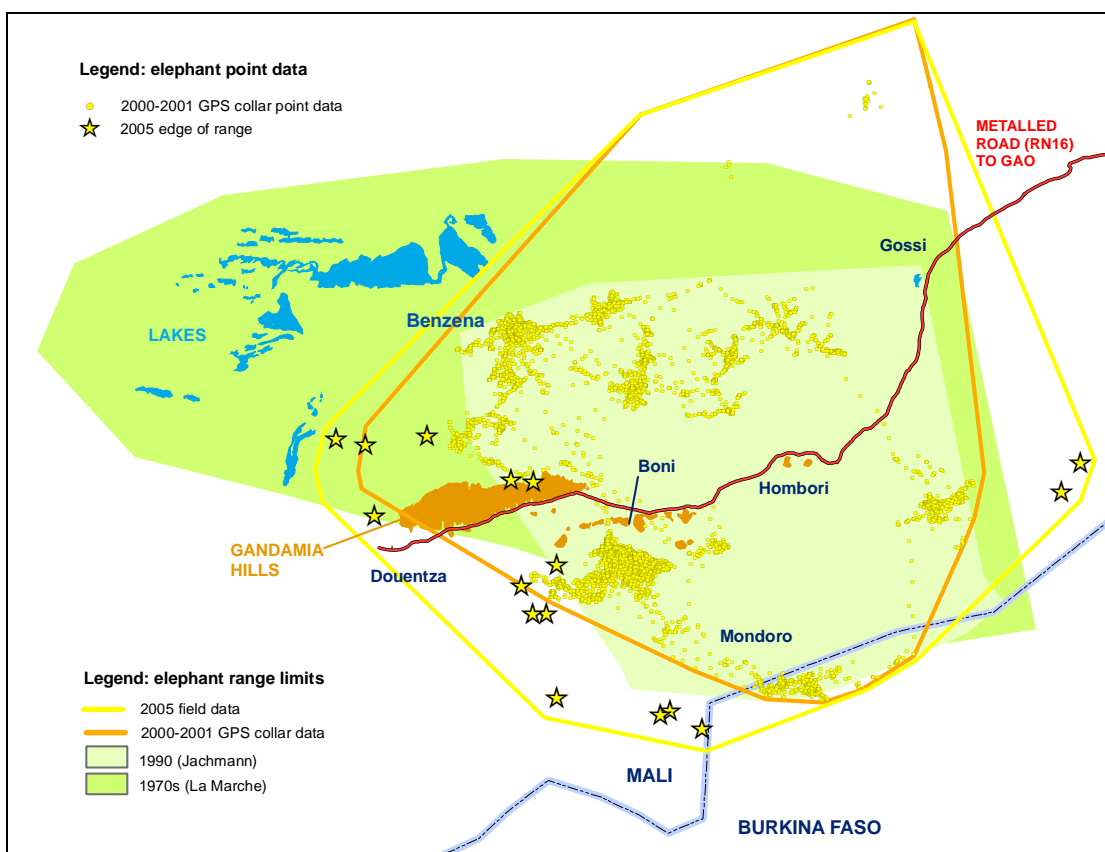 Legend: elephant point data
2000-2001 GPS collar point data
2005 edge of range
METALLED
ROAD (RN16)
TO GAO
Gossi
Benzena
LAKES
Boni
Hombori
GANDAMIA
HILLS
Douentza
Mondoro
Legend: elephant range limits
2005 field data
2000-2001 GPS collar data
1990 (Jachmann)
1970s (La Marche)
MALI
BURKINA FASO